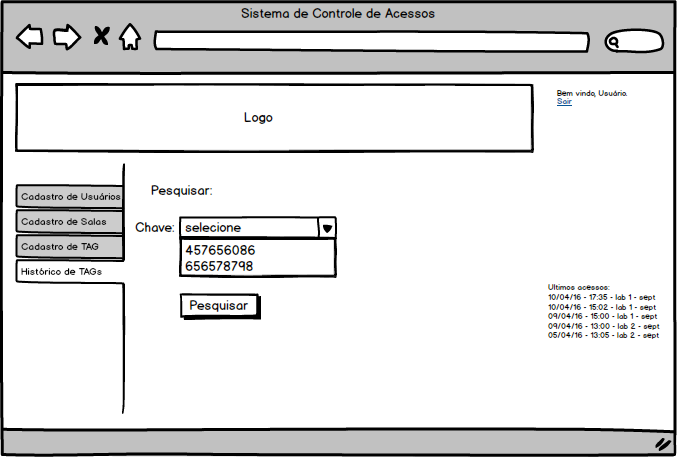 Sistema de Controle de Acessos
Bem vindo, Usuário.
Sair
Logo
Cadastro de Usuários
Cadastro de Salas
Cadastro de TAG
Histórico de TAGs
Pesquisar:
Chave: selecione
457656086
656578798
Pesquisar
Ultimos acessos:
10/04/16 - 17:35 - lab 1 - sept
10/04/16 - 15:02 - lab 1 - sept
09/04/16 - 15:00 - lab 1 - sept
09/04/16 - 13:00 - lab 2 - sept
05/04/16 - 13:05 - lab 2 - sept